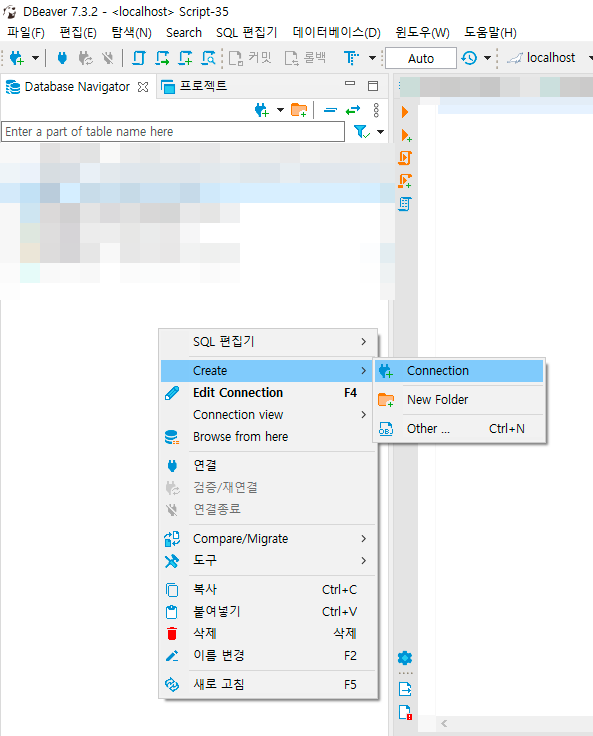 DBeaver 7.3.2 - <localhost> Script-35
파일(F) 편집(E) 탐색(N) Search SQL 편집기 데이터베이스(D) 윈도우(W) 도움말(H)
커밋 롤백 Auto localhost
Database Navigator 프로젝트
Enter a part of table name here
SQL 편집기
Create
Connection
Edit Connection F4
New Folder
Connection view
Other ... Ctrl+N
Browse from here
연결
검증/재연결
연결종료
Compare/Migrate
도구
복사 Ctrl+C
붙여넣기 Ctrl+V
삭제 삭제
이름 변경 F2
새로 고침 F5